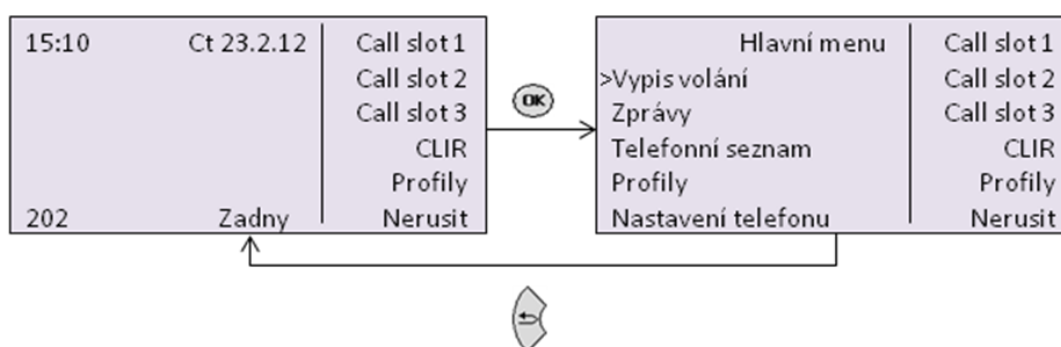 15:10 Ct 23.2.12
202 Zadny
Call slot 1
Call slot 2
Call slot 3
CLIR
Profily
Nerusit
OK
Hlavní menu
>Vypis volání
Zprávy
Telefonní seznam
Profily
Nastavení telefonu
Call slot 1
Call slot 2
Call slot 3
CLIR
Profily
Nerusit